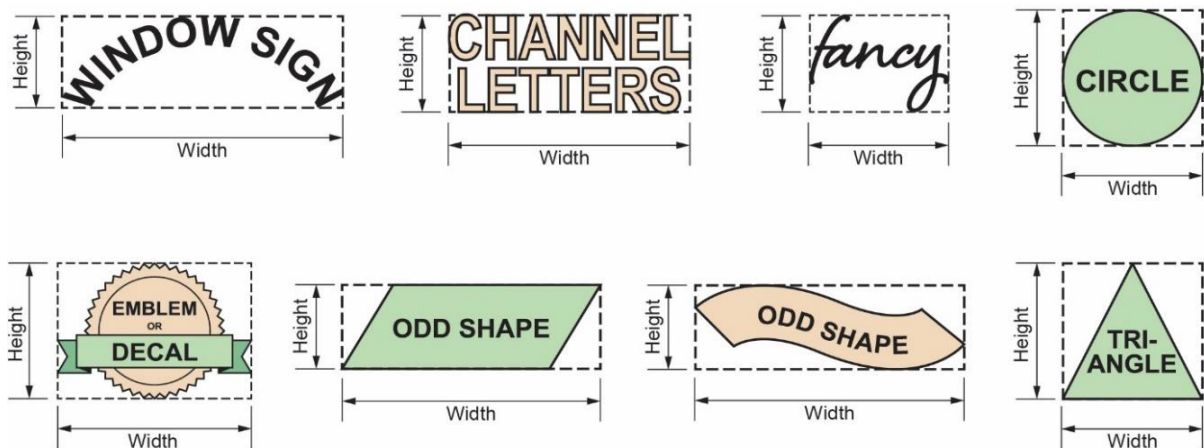 Height
WINDOW SIGN
Width
Height
CHANNEL
LETTERS
Width
Height
fancy
Width
Height
CIRCLE
Width
Height
EMBLEM
OR
DECAL
Width
Height
ODD SHAPE
Width
Height
ODD SHAPE
Width
Height
TRI-
ANGLE
Width